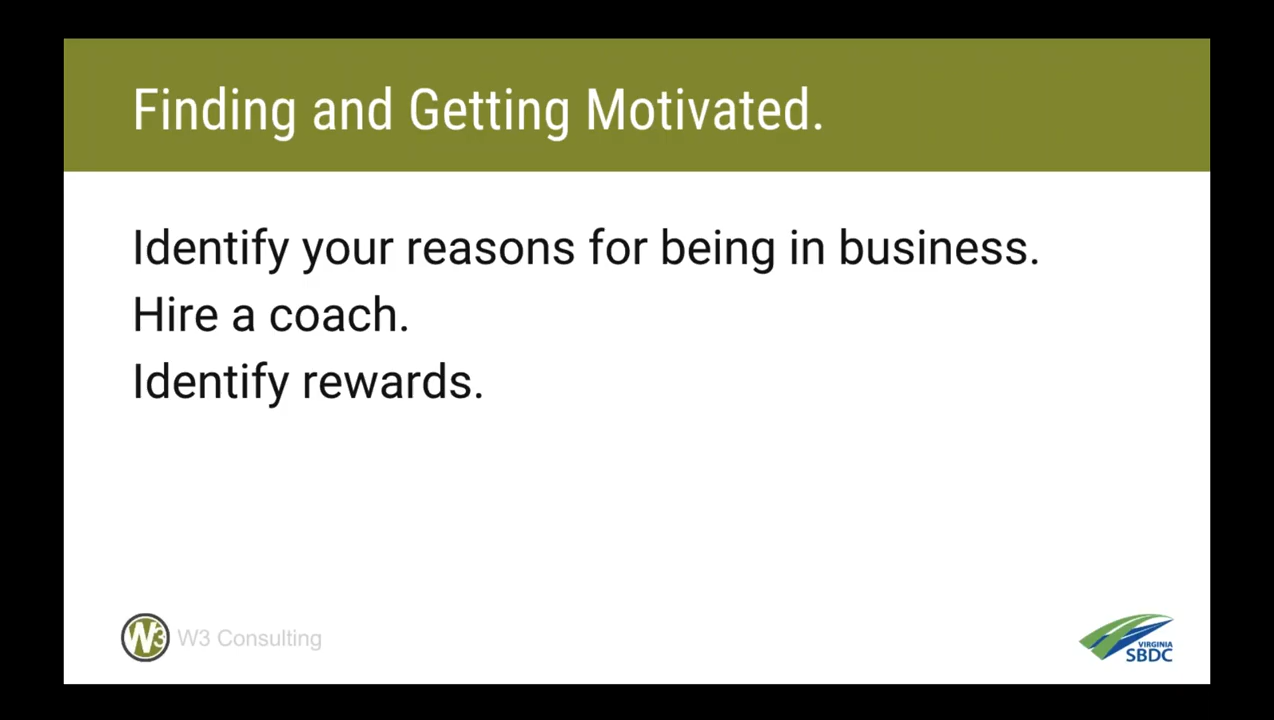 Finding and Getting Motivated.
Identify your reasons for being in business.
Hire a coach.
Identify rewards.
W3 W3 Consulting
VIRGINIA
SBDC